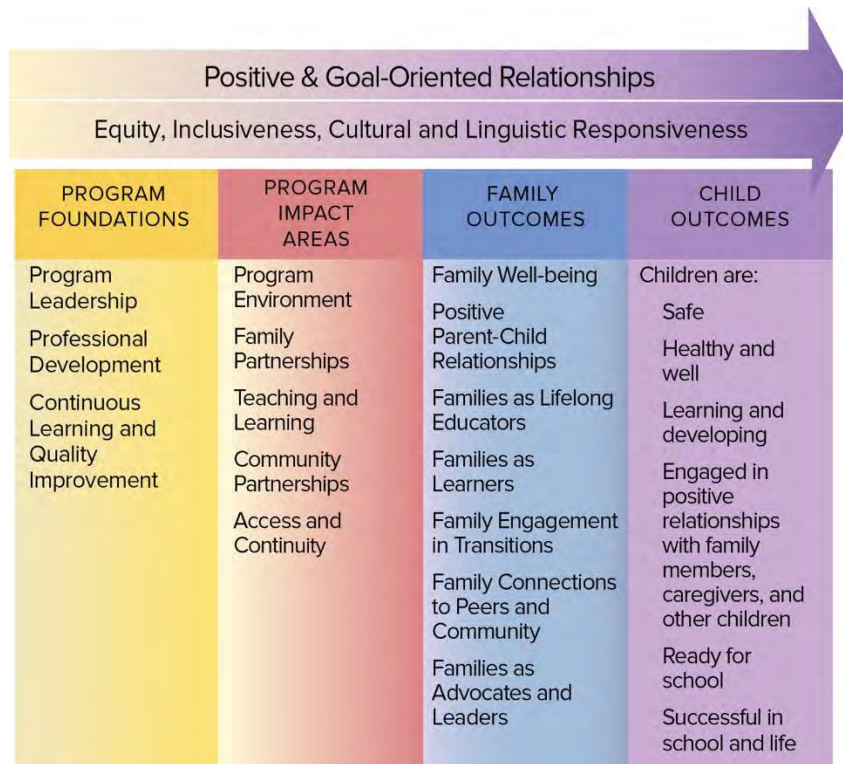 Positive & Goal-Oriented Relationships
Equity, Inclusiveness, Cultural and Linguistic Responsiveness
PROGRAM
FOUNDATIONS
Program
Leadership
Professional
Development
Continuous
Learning and
Quality
Improvement
PROGRAM
IMPACT
AREAS
Program
Environment
Family
Partnerships
Teaching and
Learning
Community
Partnerships
Access and
Continuity
FAMILY
OUTCOMES
Family Well-being
Positive
Parent-Child
Relationships
Families as Lifelong
Educators
Families as
Learners
Family Engagement
in Transitions
Family Connections
to Peers and
Community
Families as
Advocates and
Leaders
CHILD
OUTCOMES
Children are:
Safe
Healthy and
well
Learning and
developing
Engaged in
positive
relationships
with family
members,
caregivers, and
other children
Ready for
school
Successful in
school and life